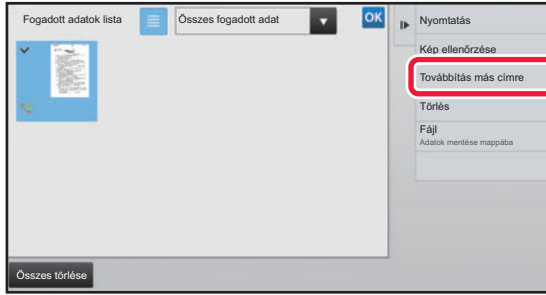 Fogadott adatok lista
Összes fogadott adat
OK
Nyomtatás
Kép ellenőrzése
Továbbítás más címre
Törlés
Fájl
Adatok mentése mappába
Összes törlése